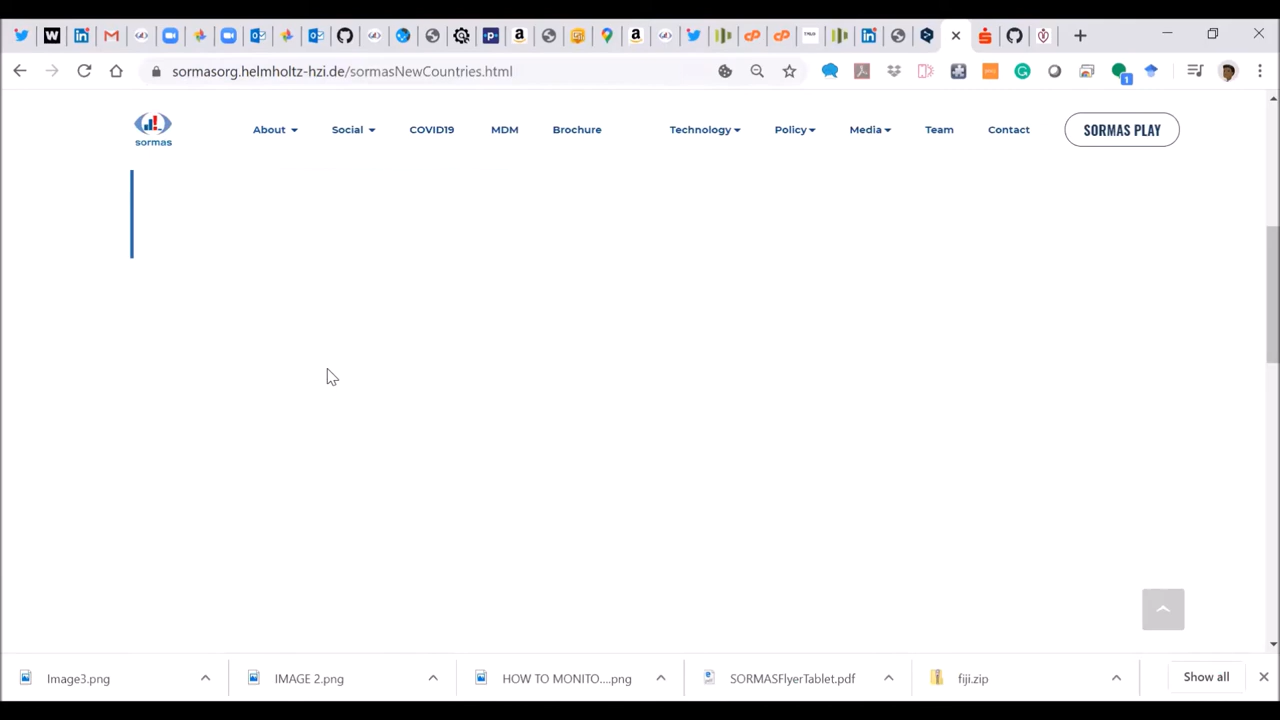 sormasorg.helmholtz-hzi.de/sormasNewCountries.html
sormas
About
Social
COVID19
MDM
Brochure
Technology
Policy
Media
Team
Contact
SORMAS PLAY
Image3.png
IMAGE 2.png
HOW TO MONITO....png
SORMASFlyerTablet.pdf
fiji.zip
Show all